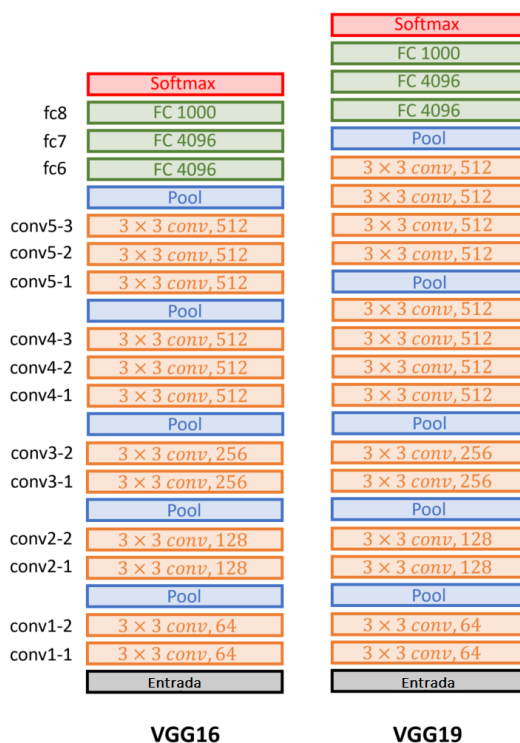 Softmax
fc8 FC 1000
fc7 FC 4096
fc6 FC 4096
Pool
conv5-3 3 × 3 conv, 512
conv5-2 3 × 3 conv, 512
conv5-1 3 × 3 conv, 512
Pool
conv4-3 3 × 3 conv, 512
conv4-2 3 × 3 conv, 512
conv4-1 3 × 3 conv, 512
Pool
conv3-2 3 × 3 conv, 256
conv3-1 3 × 3 conv, 256
Pool
conv2-2 3 × 3 conv, 128
conv2-1 3 × 3 conv, 128
Pool
conv1-2 3 × 3 conv, 64
conv1-1 3 × 3 conv, 64
Entrada
VGG16
Softmax
FC 1000
FC 4096
FC 4096
Pool
3 × 3 conv, 512
3 × 3 conv, 512
3 × 3 conv, 512
3 × 3 conv, 512
Pool
3 × 3 conv, 512
3 × 3 conv, 512
3 × 3 conv, 512
3 × 3 conv, 512
Pool
3 × 3 conv, 256
3 × 3 conv, 256
Pool
3 × 3 conv, 128
3 × 3 conv, 128
Pool
3 × 3 conv, 64
3 × 3 conv, 64
Entrada
VGG19